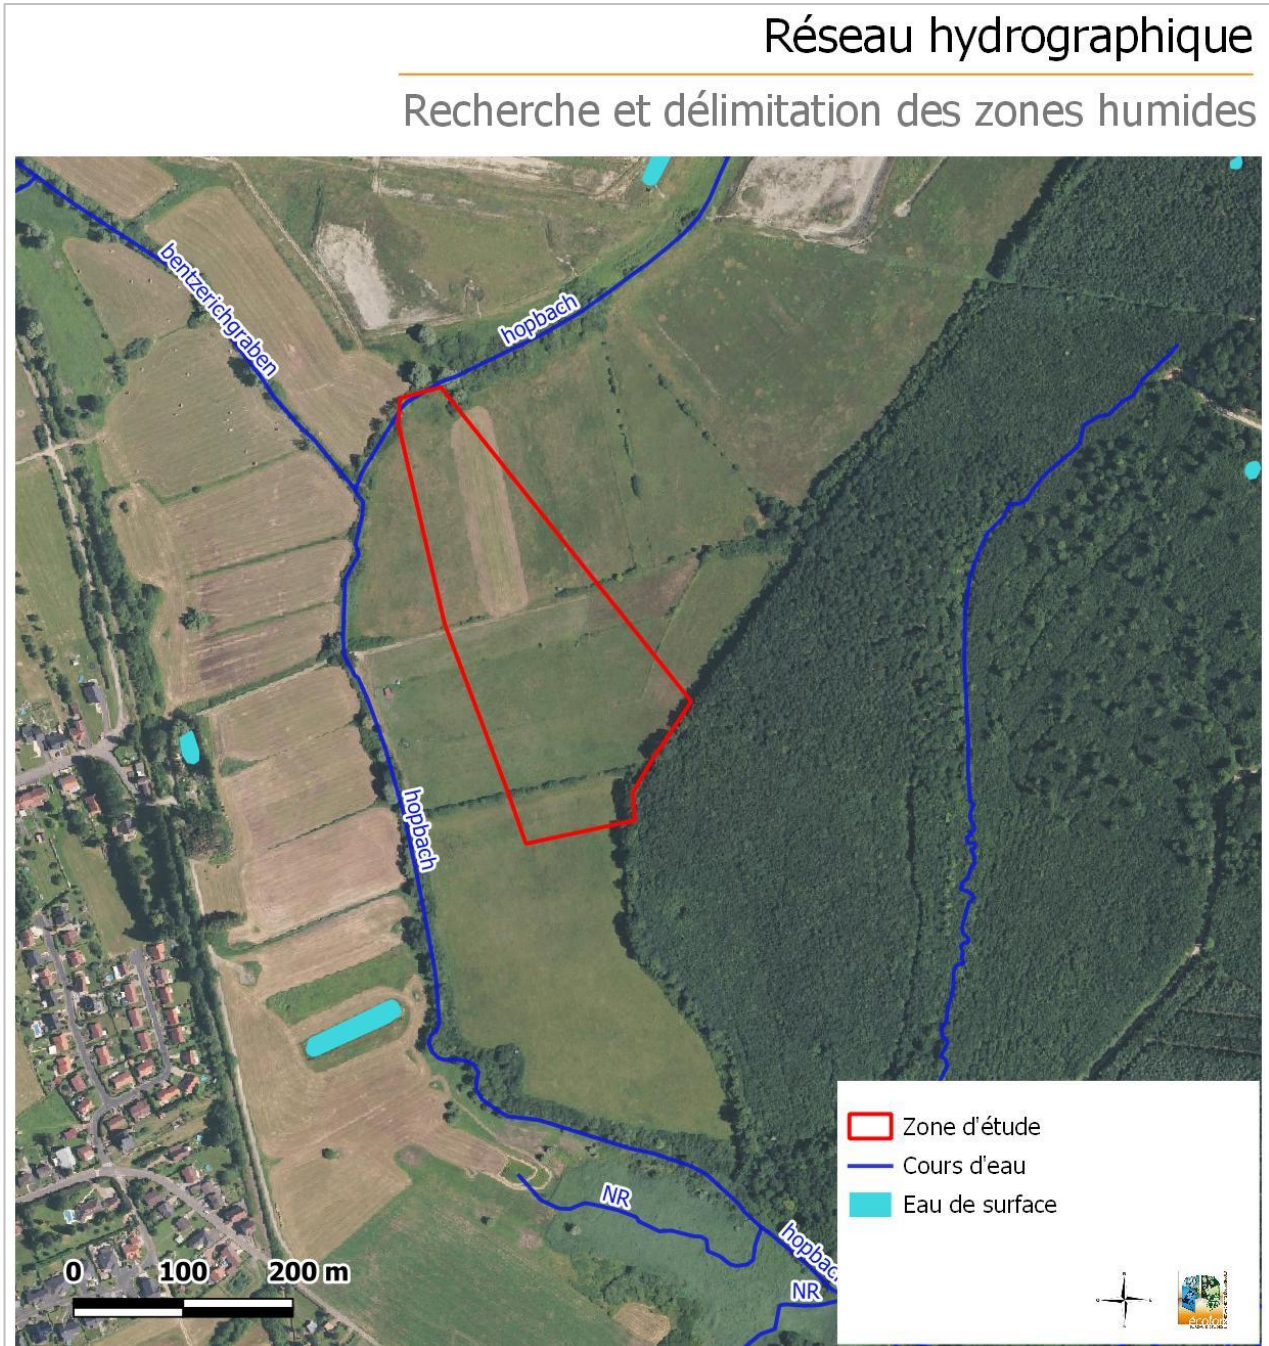 Réseau hydrographique
Recherche et délimitation des zones humides
bentzerichgraben
hopbach
hopbach
NR
hopbach
NR
Zone d'étude
Cours d'eau
Eau de surface
0 100 200 m